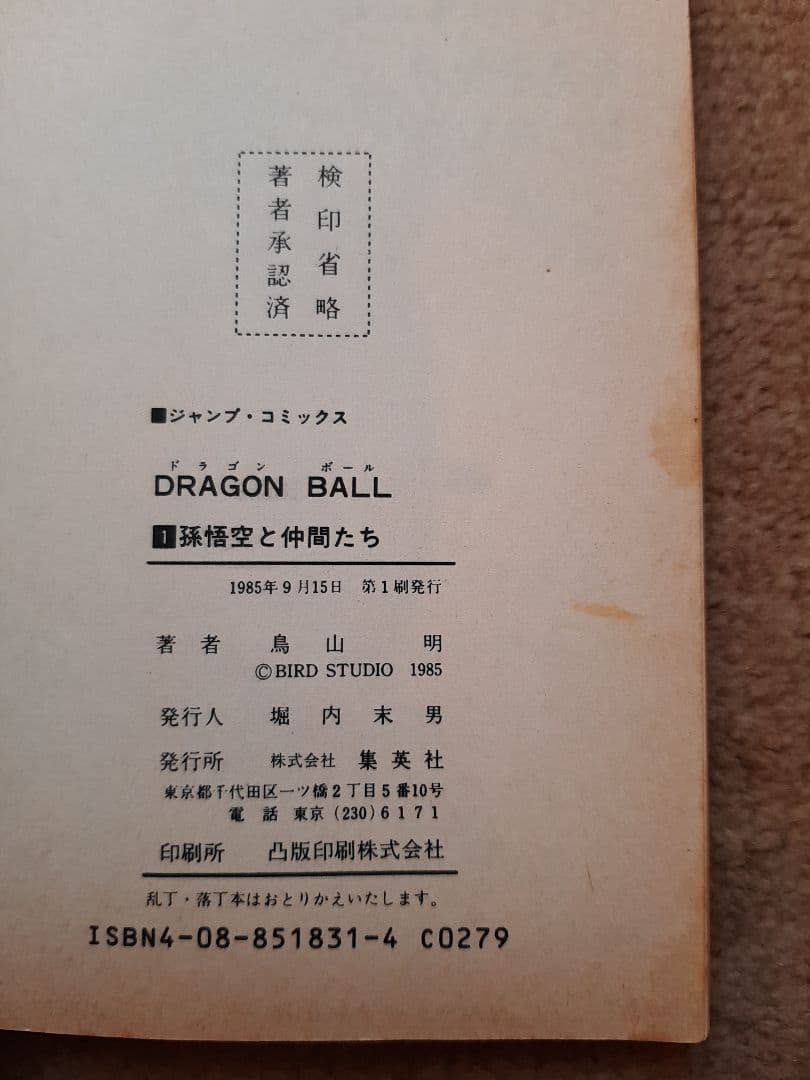 検印省略
著者承認済
■ジャンプ・コミックス
ドラゴン ボール
DRAGON BALL
1孫悟空と仲間たち
1985年9月15日 第1刷発行
著者 鳥山 明
©BIRD STUDIO 1985
発行人 堀内末男
発行所 株式会社 集英社
東京都千代田区一ツ橋2丁目5番10号
電話 東京(230)6171
印刷所 凸版印刷株式会社
乱丁・落丁本はおとりかえいたします。
ISBN4-08-851831-4 C0279